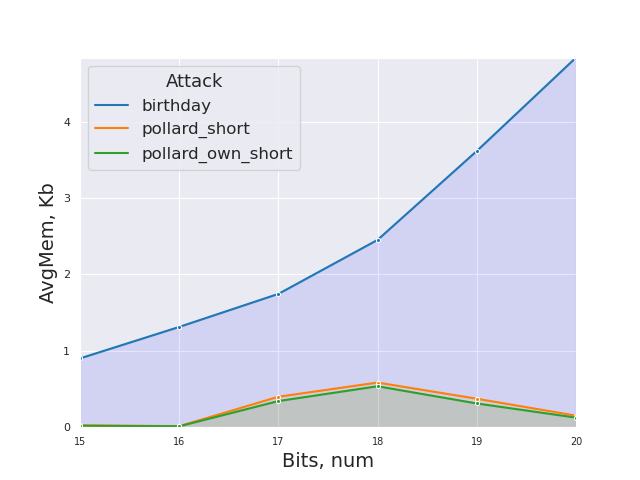 Attack
birthday
pollard_short
pollard_own_short
AvgMem, Kb
4
3
2
1
0
15 16 17 18 19 20
Bits, num